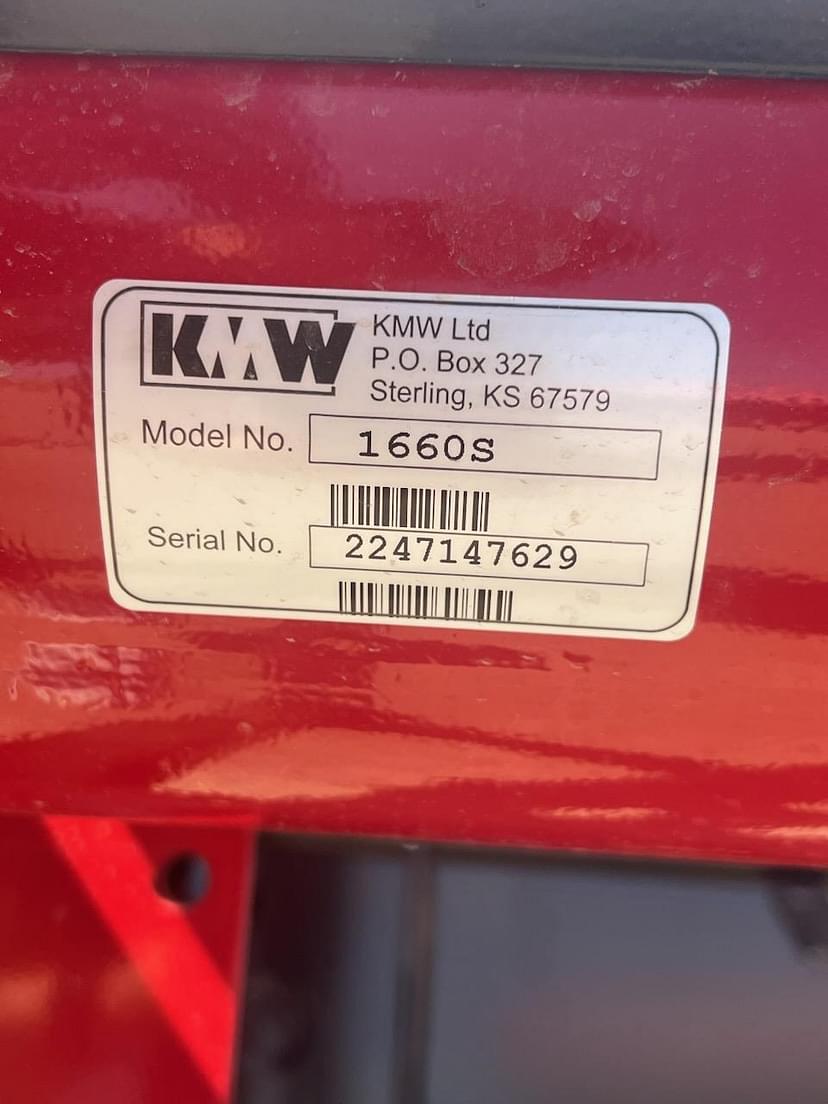 KMW
KMW Ltd
P.O. Box 327
Sterling, KS 67579
Model No. 1660S
Serial No. 2247147629